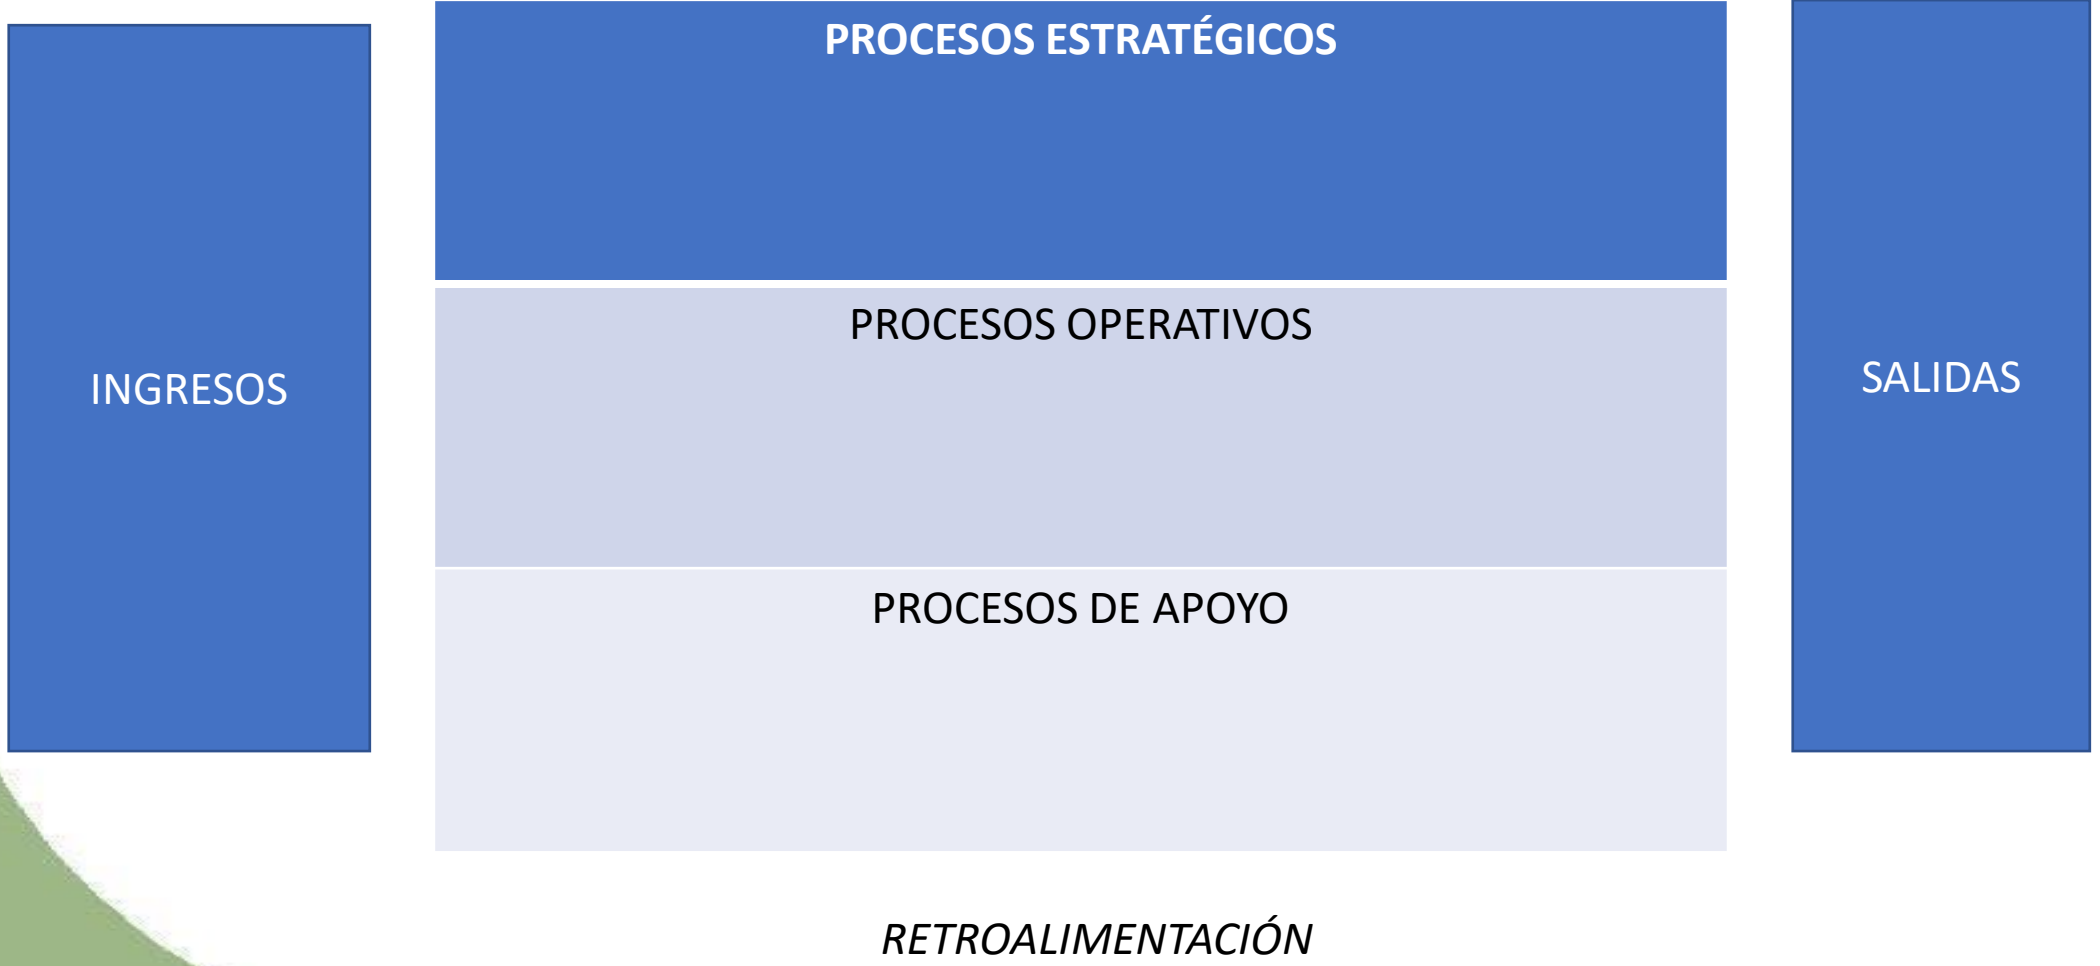 PROCESOS ESTRATÉGICOS
INGRESOS
PROCESOS OPERATIVOS
SALIDAS
PROCESOS DE APOYO
RETROALIMENTACIÓN